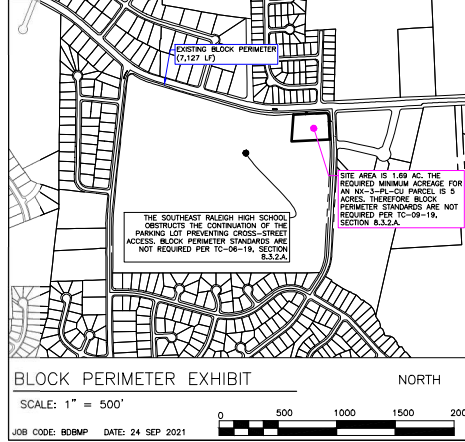 EXISTING BLOCK PERIMETER
(7,127 LF)
SITE AREA IS 1.69 AC. THE
REQUIRED MINIMUM ACREAGE FOR
AN NX-3-PL-CU PARCEL IS 5
ACRES. THEREFORE BLOCK
PERIMETER STANDARDS ARE NOT
REQUIRED PER TC-09-19,
SECTION 8.3.2.A.
THE SOUTHEAST RALEIGH HIGH SCHOOL
OBSTRUCTS THE CONTINUATION OF THE
PARKING LOT PREVENTING CROSS-STREET
ACCESS. BLOCK PERIMETER STANDARDS ARE
NOT REQUIRED PER TC-06-19, SECTION
8.3.2.A.
BLOCK PERIMETER EXHIBIT
NORTH
SCALE: 1" = 500'
0 500 1000 1500 200
JOB CODE: BDBMP DATE: 24 SEP 2021